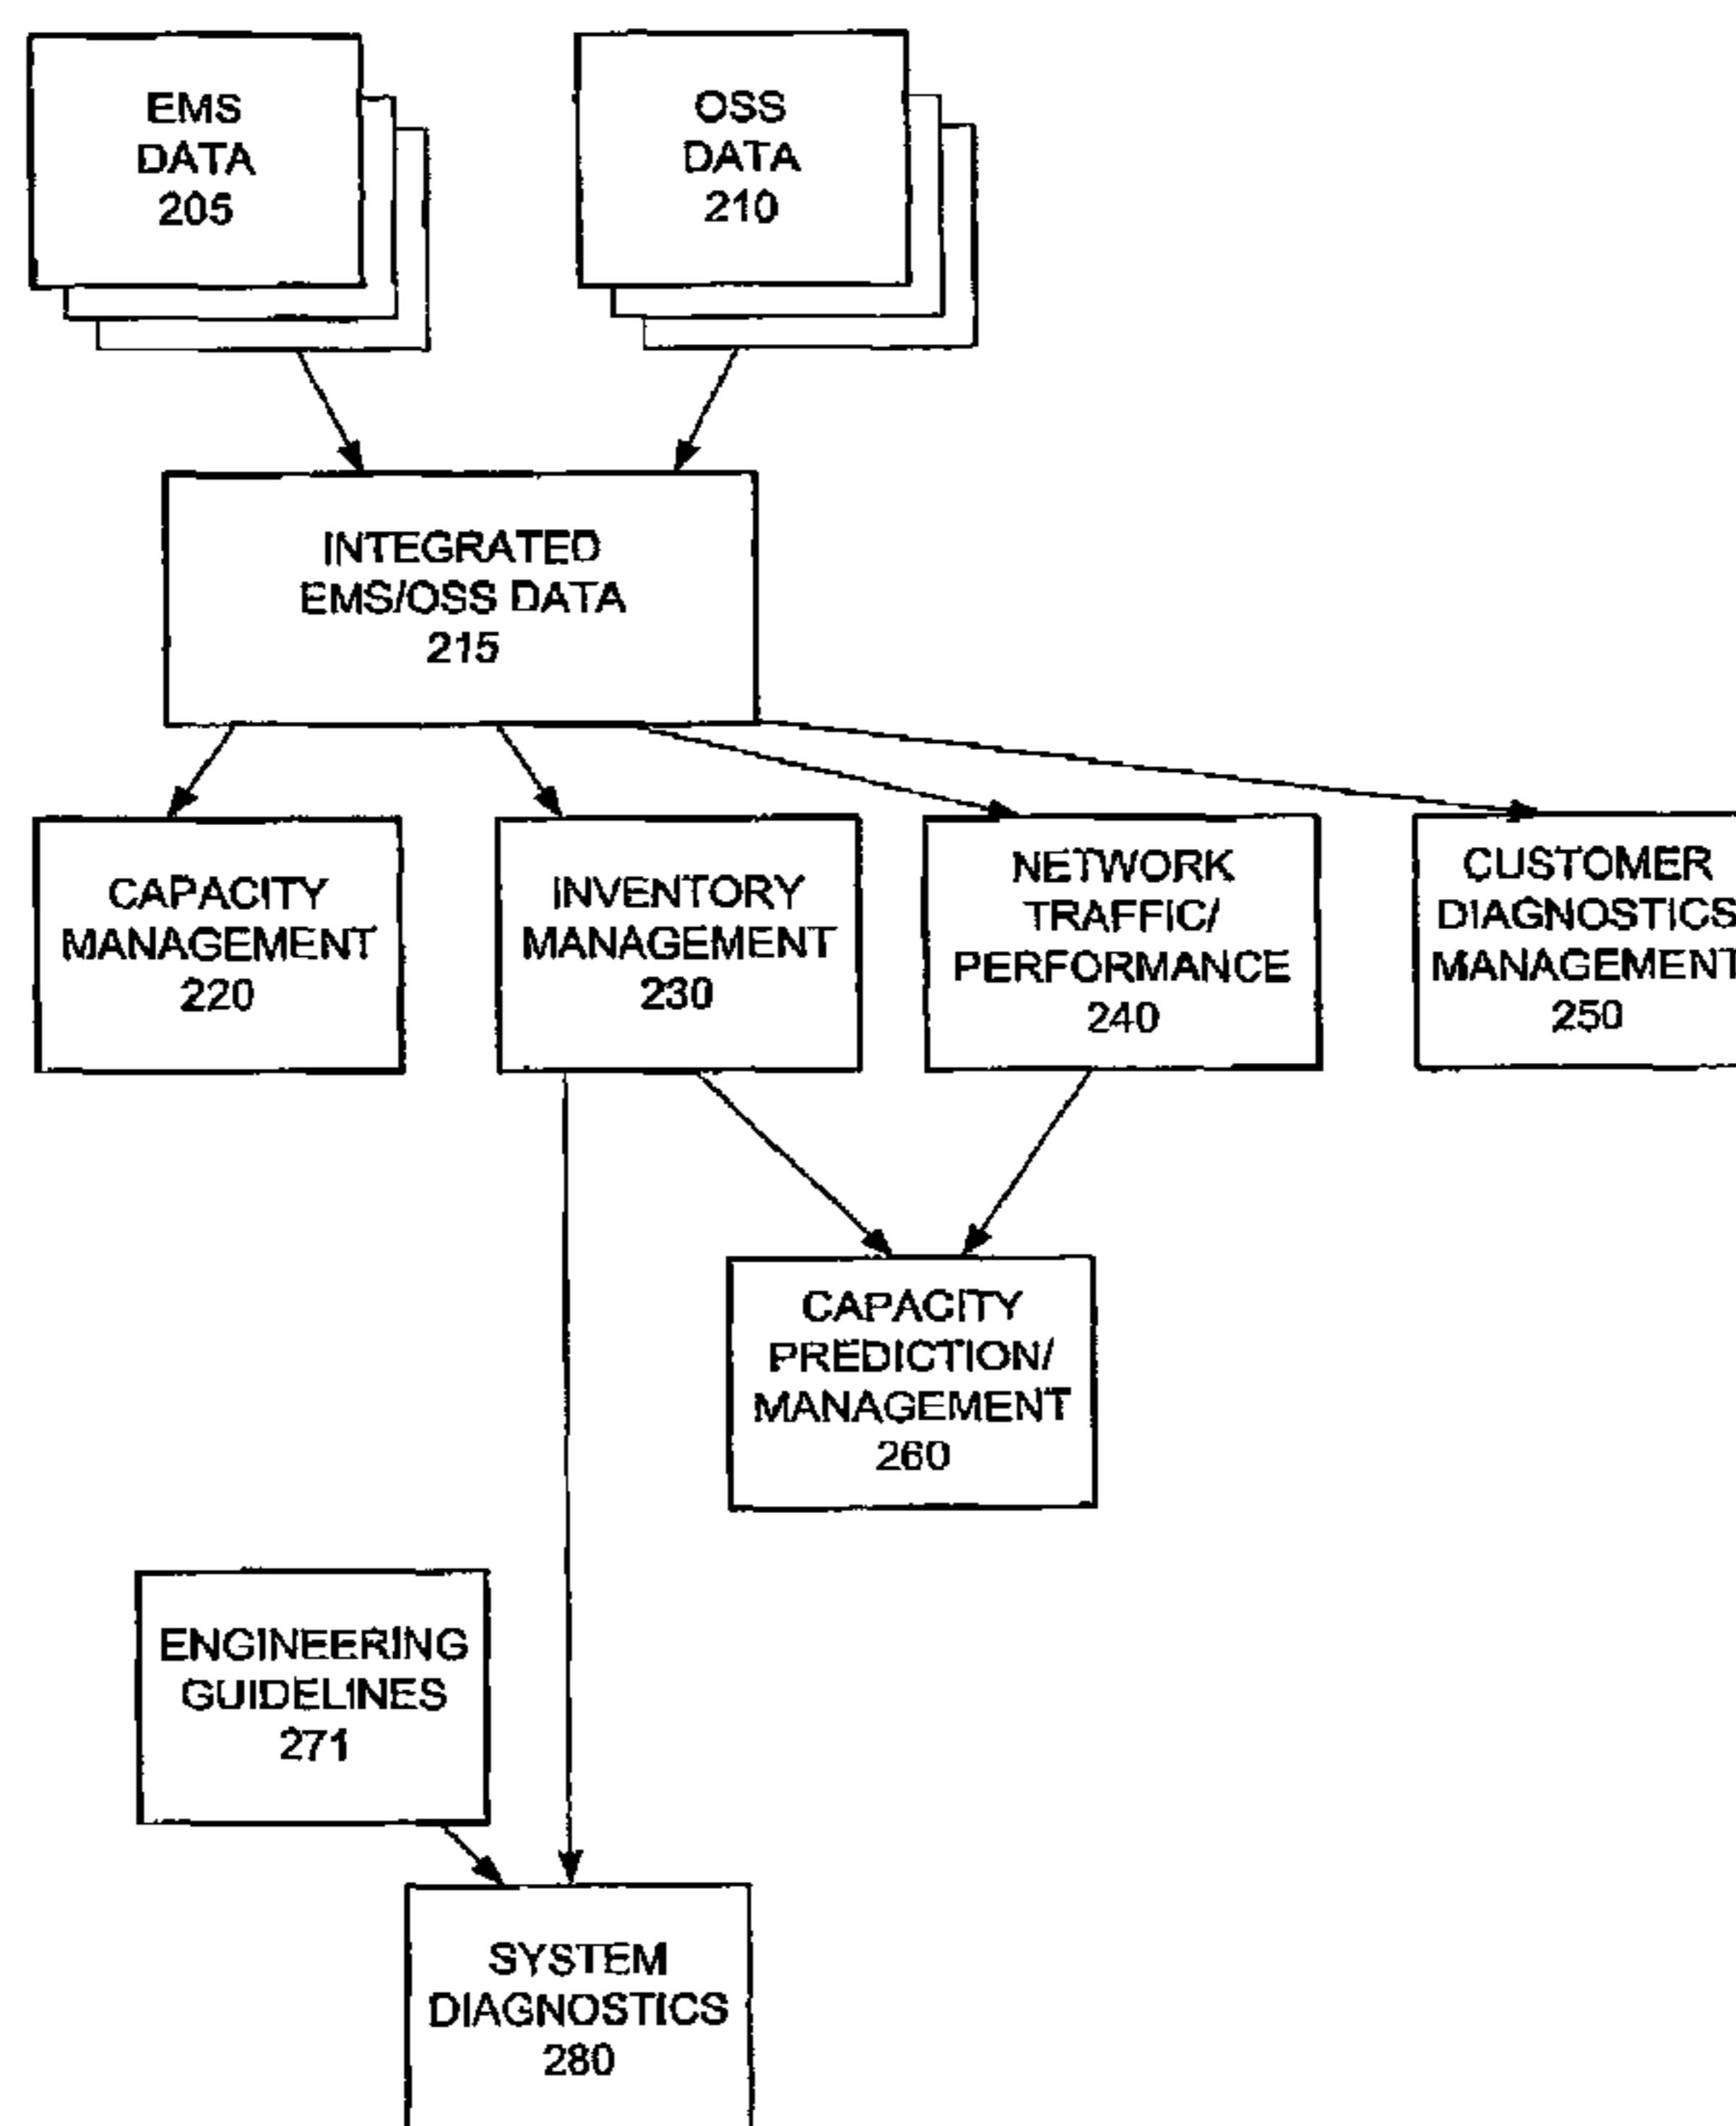 EMS
DATA
205
OSS
DATA
210
INTEGRATED
EMS/OSS DATA
215
CAPACITY
MANAGEMENT
220
INVENTORY
MANAGEMENT
230
NETWORK
TRAFFIC/
PERFORMANCE
240
CUSTOMER
DIAGNOSTICS
MANAGEMENT
250
CAPACITY
PREDICTION/
MANAGEMENT
260
ENGINEERING
GUIDELINES
271
SYSTEM
DIAGNOSTICS
280